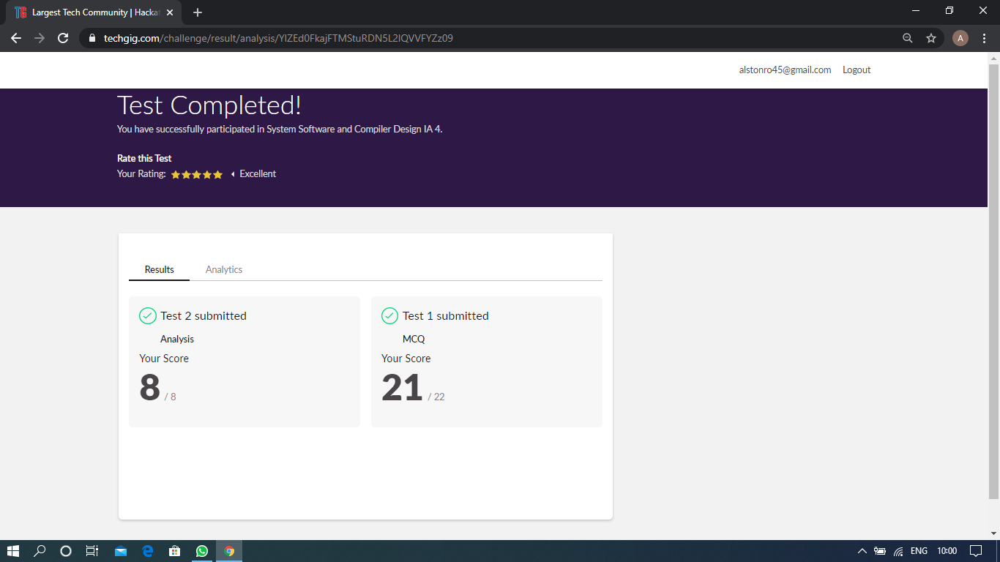 Largest Tech Community | Hacka
techgig.com/challenge/result/analysis/YlZEd0FkajFTMStuRDN5L2lQVVFYZz09
A
alstonro45@gmail.com Logout
Test Completed!
You have successfully participated in System Software and Compiler Design IA 4.
Rate this Test
Your Rating: Excellent
Results Analytics
Test 2 submitted
Analysis
Your Score
8 / 8
Test 1 submitted
MCQ
Your Score
21 / 22
ENG 10:00